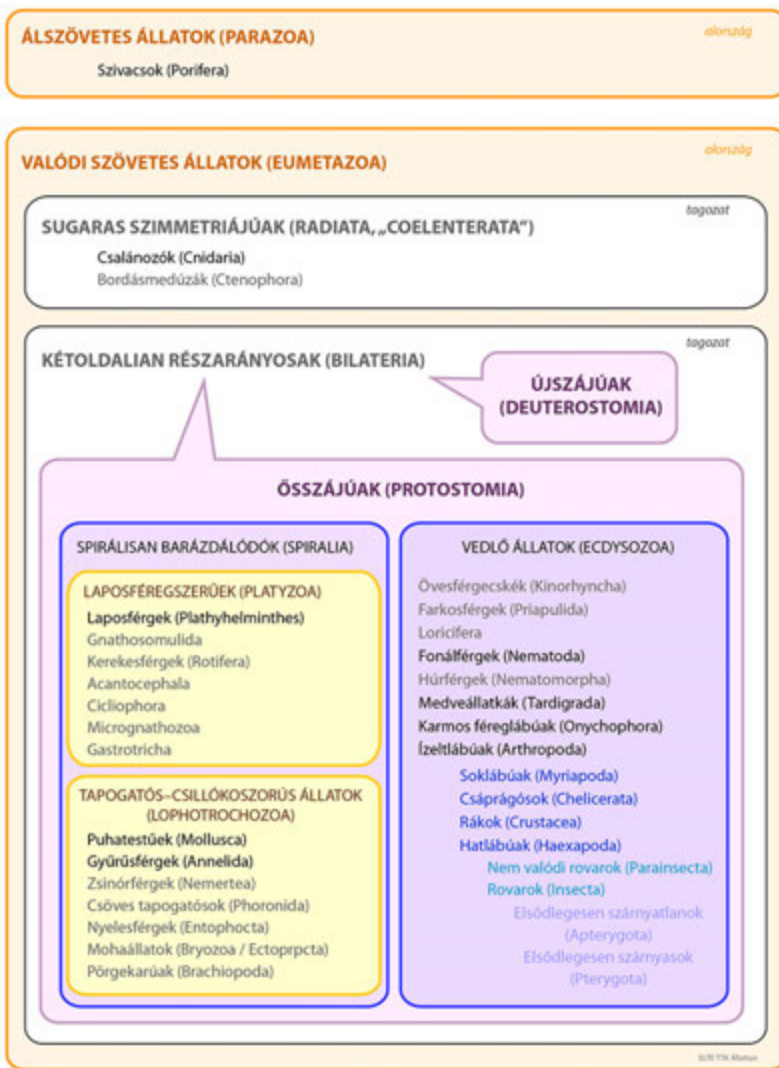 ÁLSZÖVETES ÁLLATOK (PARAZOA)
alország
Szivacsok (Porifera)
VALÓDI SZÖVETES ÁLLATOK (EUMETAZOA)
alország
SUGARAS SZIMMETRIÁJÚAK (RADIATA, „COELENTERATA")
tagozat
Csalánozók (Cnidaria)
Bordásmedúzák (Ctenophora)
KÉTOLDALIAN RÉSZARÁNYOSAK (BILATERIA)
tagozat
ÚJSZÁJÚAK
(DEUTEROSTOMIA)
ŐSSZÁJÚAK (PROTOSTOMIA)
SPIRÁLISAN BARÁZDÁLÓDÓK (SPIRALIA)
LAPOSFÉREGSZERŰEK (PLATYZOA)
Laposférgek (Plathyhelminthes)
Gnathosomulida
Kerekesférgek (Rotifera)
Acantocephala
Cicliophora
Micrognathozoa
Gastrotricha
TAPOGATÓS–CSILLÓKOSZORÚS ÁLLATOK
(LOPHOTROCHOZOA)
Puhatestűek (Mollusca)
Gyűrűsférgek (Annelida)
Zsinórférgek (Nemertea)
Csöves tapogatósok (Phoronida)
Nyelesférgek (Entophocta)
Mohaállatok (Bryozoa / Ectoprpcta)
Pörgekarúak (Brachiopoda)
VEDLŐ ÁLLATOK (ECDYSOZOA)
Övesférgecskék (Kinorhyncha)
Farkosférgek (Priapulida)
Loricifera
Fonálférgek (Nematoda)
Húrférgek (Nematomorpha)
Medveállatkák (Tardigrada)
Karmos féreglábúak (Onychophora)
Ízeltlábúak (Arthropoda)
Soklábúak (Myriapoda)
Csáprágósok (Chelicerata)
Rákok (Crustacea)
Hatlábúak (Haexapoda)
Nem valódi rovarok (Parainsecta)
Rovarok (Insecta)
Elsődlegesen szárnyatlanok
(Apterygota)
Elsődlegesen szárnyasok
(Pterygota)